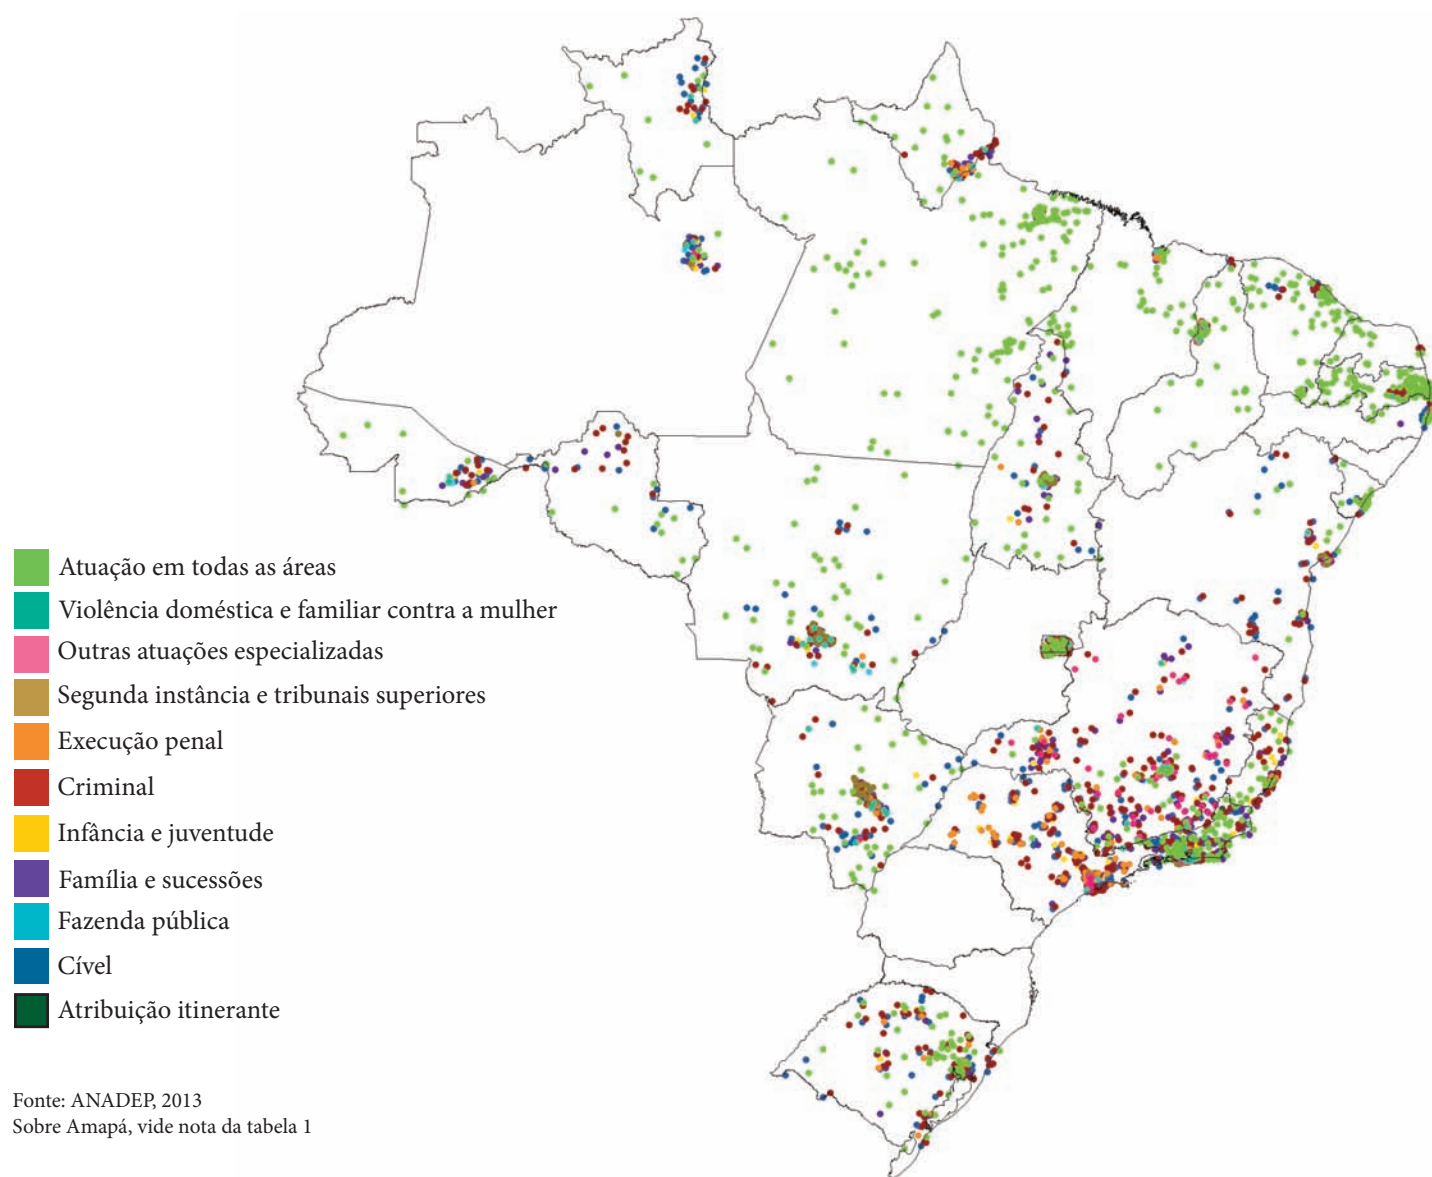 Atuação em todas as áreas
Violência doméstica e familiar contra a mulher
Outras atuações especializadas
Segunda instância e tribunais superiores
Execução penal
Criminal
Infância e juventude
Família e sucessões
Fazenda pública
Cível
Atribuição itinerante
Fonte: ANADEP, 2013
Sobre Amapá, vide nota da tabela 1